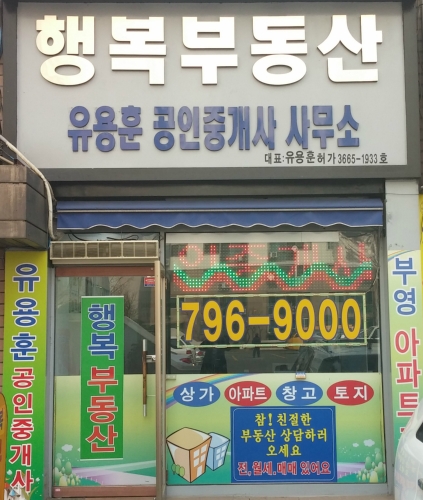 행복부동산
유용훈 공인중개사 사무소
대표:유용훈허가 3665-1933호
796-9000
유용훈 공인중개사
행복 부동산
부영 아파트
상가 아파트 창고 토지
참! 친절한
부동산 상담하러
오세요
전,월세,매매 있어요